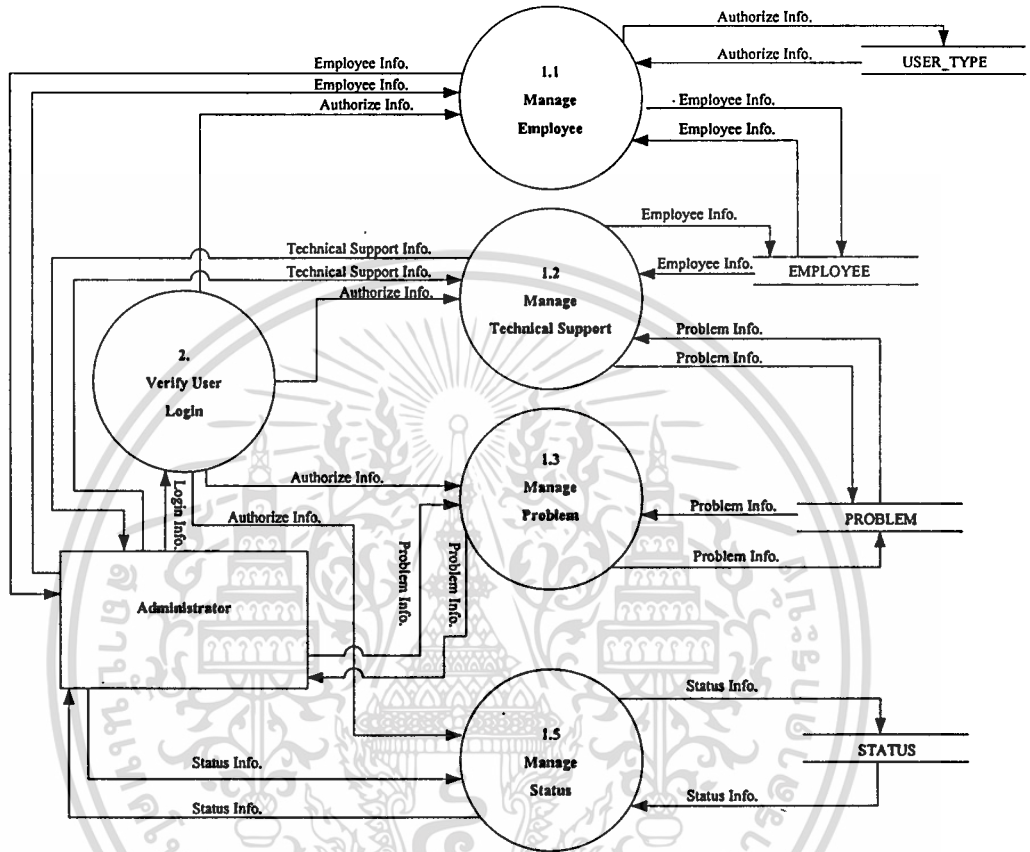 Authorize Info.
Authorize Info.
USER_TYPE
Employee Info.
Employee Info.
Authorize Info.
1.1
Manage
Employee
Employee Info.
Employee Info.
Employee Info.
Employee Info.
EMPLOYEE
Technical Support Info.
Technical Support Info.
Authorize Info.
1.2
Manage
Technical Support
Problem Info.
Problem Info.
2.
Verify User
Login
1.3
Manage
Problem
Authorize Info.
Authorize Info.
Login Info.
Problem Info.
Problem Info.
Problem Info.
PROBLEM
Problem Info.
Administrator
Status Info.
STATUS
Status Info.
1.5
Manage
Status
Status Info.
Status Info.